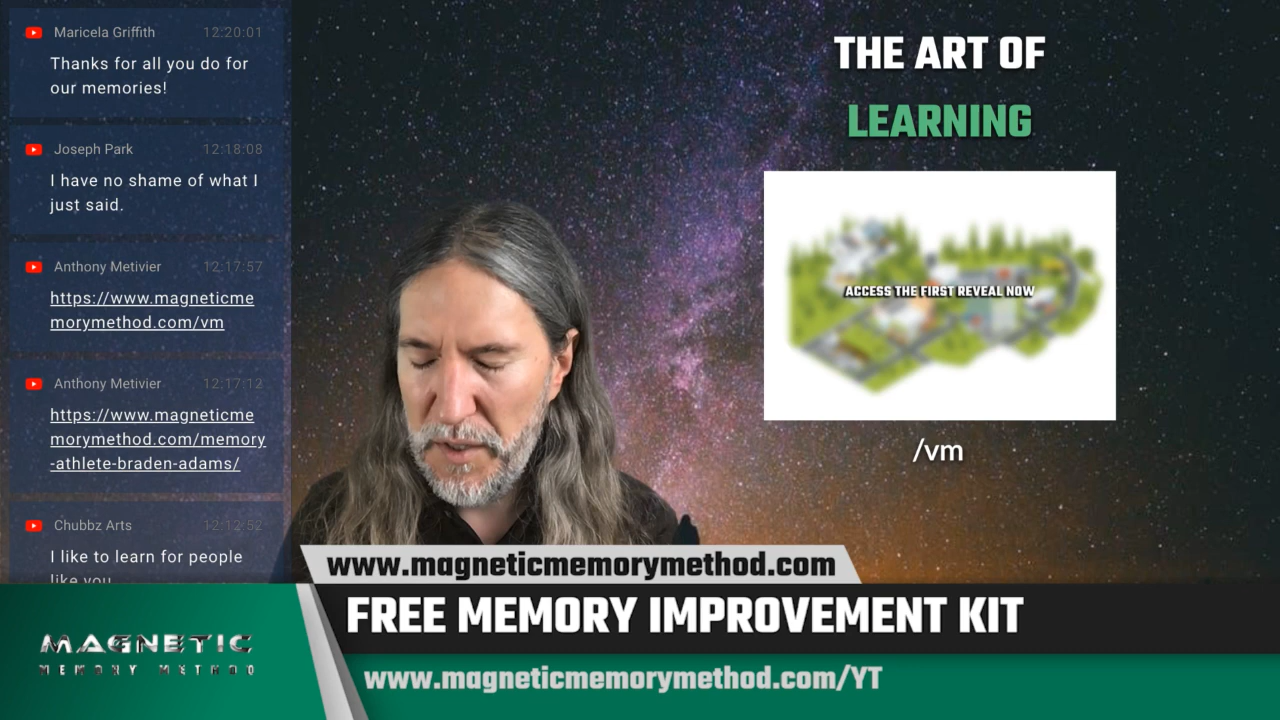 Maricela Griffith 12:20:01
Thanks for all you do for
our memories!
Joseph Park 12:18:08
I have no shame of what I
just said.
Anthony Metivier 12:17:57
https://www.magneticme
morymethod.com/vm
Anthony Metivier 12:17:12
https://www.magneticme
morymethod.com/memory
-athlete-braden-adams/
Chubbz Arts 12:12:52
I like to learn for people
like you
THE ART OF
LEARNING
ACCESS THE FIRST REVEAL NOW
/vm
www.magneticmemorymethod.com
FREE MEMORY IMPROVEMENT KIT
MAGNETIC
MEMORY METHOD
www.magneticmemorymethod.com/YT